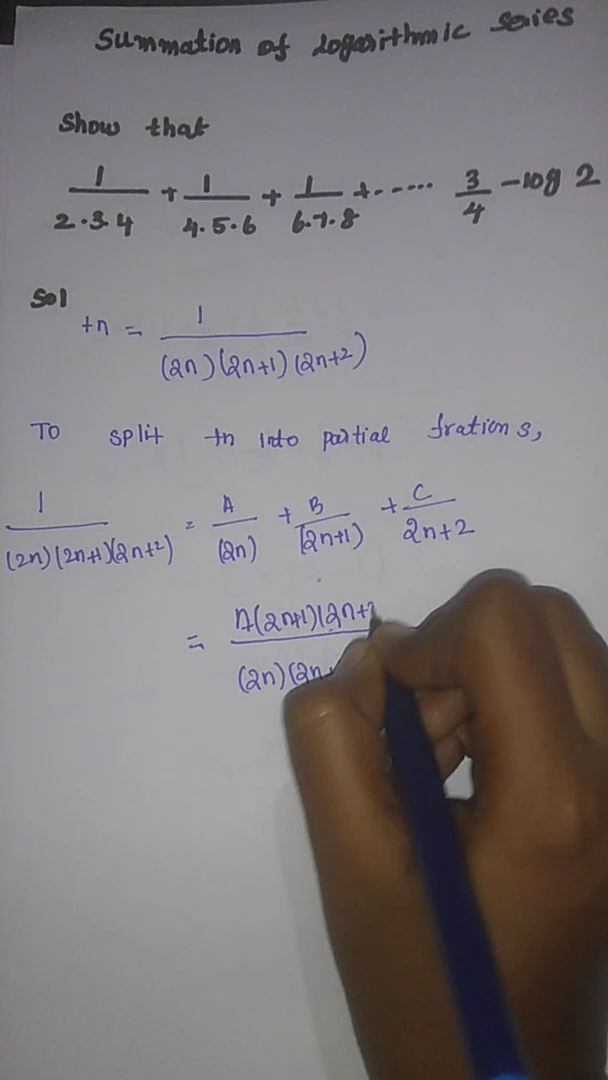 Summation of logarithmic series
Show that
1/2·3·4 + 1/4·5·6 + 1/6·7·8 + ------ 3/4 - log 2
Sol
tn = 1/(2n)(2n+1)(2n+2)
TO split tn into partial frations,
1/(2n)(2n+1)(2n+2) = A/(2n) + B/(2n+1) + C/2n+2
= A(2n+1)(2n+ / (2n)(2n+